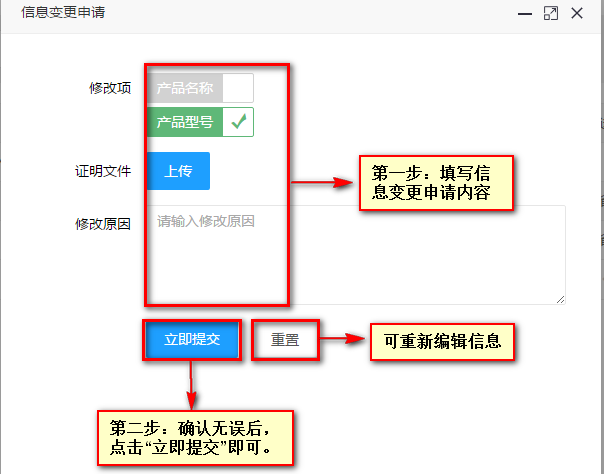 信息变更申请
修改项
产品名称
产品型号
证明文件
上传
第一步：填写信
息变更申请内容
修改原因
请输入修改原因
立即提交
重置
可重新编辑信息
第二步：确认无误后，
点击“立即提交”即可。